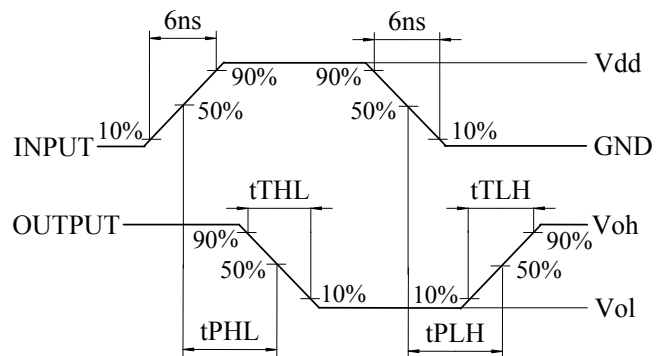 6ns 6ns
90% 90% Vdd
50% 50%
10% 10%
INPUT GND
tTHL tTLH
OUTPUT Voh
90% 90%
50% 50%
10% 10%
Vol
tPHL tPLH